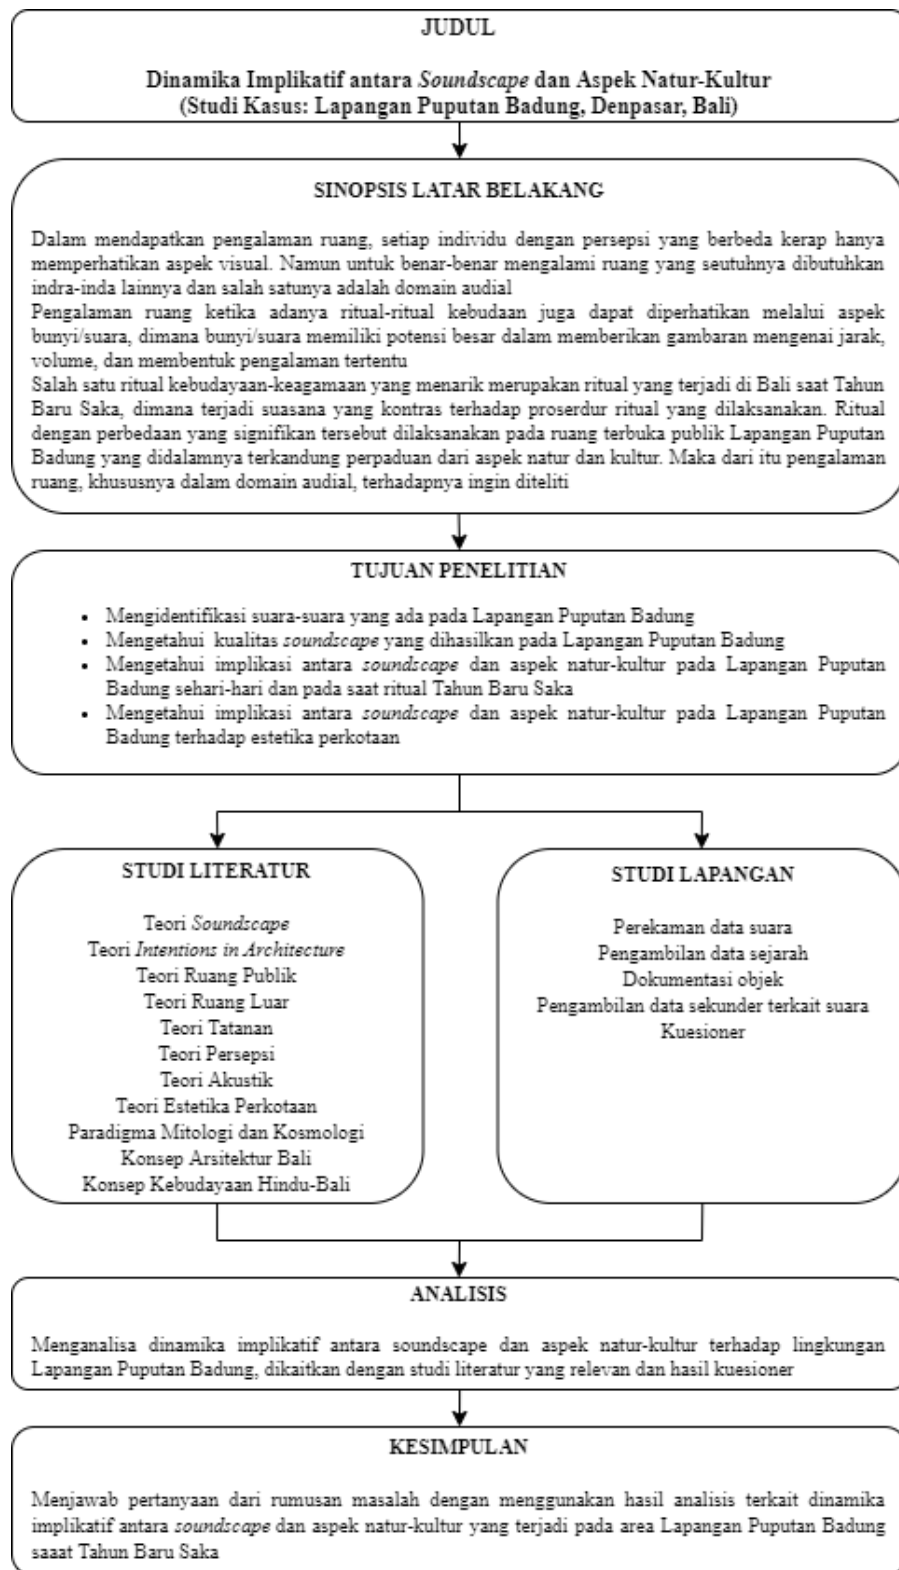 JUDUL
Dinamika Implikatif antara Soundscape dan Aspek Natur-Kultur
(Studi Kasus: Lapangan Puputan Badung, Denpasar, Bali)
SINOPSIS LATAR BELAKANG
Dalam mendapatkan pengalaman ruang, setiap individu dengan persepsi yang berbeda kerap hanya
memperhatikan aspek visual. Namun untuk benar-benar mengalami ruang yang seutuhnya dibutuhkan
indra-inda lainnya dan salah satunya adalah domain audial
Pengalaman ruang ketika adanya ritual-ritual kebudaan juga dapat diperhatikan melalui aspek
bunyi/suara, dimana bunyi/suara memiliki potensi besar dalam memberikan gambaran mengenai jarak,
volume, dan membentuk pengalaman tertentu
Salah satu ritual kebudayaan-keagamaan yang menarik merupakan ritual yang terjadi di Bali saat Tahun
Baru Saka, dimana terjadi suasana yang kontras terhadap proserdur ritual yang dilaksanakan. Ritual
dengan perbedaan yang signifikan tersebut dilaksanakan pada ruang terbuka publik Lapangan Puputan
Badung yang didalamnya terkandung perpaduan dari aspek natur dan kultur. Maka dari itu pengalaman
ruang, khususnya dalam domain audial, terhadapnya ingin diteliti
TUJUAN PENELITIAN
• Mengidentifikasi suara-suara yang ada pada Lapangan Puputan Badung
• Mengetahui kualitas soundscape yang dihasilkan pada Lapangan Puputan Badung
• Mengetahui implikasi antara soundscape dan aspek natur-kultur pada Lapangan Puputan
Badung sehari-hari dan pada saat ritual Tahun Baru Saka
• Mengetahui implikasi antara soundscape dan aspek natur-kultur pada Lapangan Puputan
Badung terhadap estetika perkotaan
STUDI LITERATUR
Teori Soundscape
Teori Intentions in Architecture
Teori Ruang Publik
Teori Ruang Luar
Teori Tatanan
Teori Persepsi
Teori Akustik
Teori Estetika Perkotaan
Paradigma Mitologi dan Kosmologi
Konsep Arsitektur Bali
Konsep Kebudayaan Hindu-Bali
STUDI LAPANGAN
Perekaman data suara
Pengambilan data sejarah
Dokumentasi objek
Pengambilan data sekunder terkait suara
Kuesioner
ANALISIS
Menganalisa dinamika implikatif antara soundscape dan aspek natur-kultur terhadap lingkungan
Lapangan Puputan Badung, dikaitkan dengan studi literatur yang relevan dan hasil kuesioner
KESIMPULAN
Menjawab pertanyaan dari rumusan masalah dengan menggunakan hasil analisis terkait dinamika
implikatif antara soundscape dan aspek natur-kultur yang terjadi pada area Lapangan Puputan Badung
saaat Tahun Baru Saka